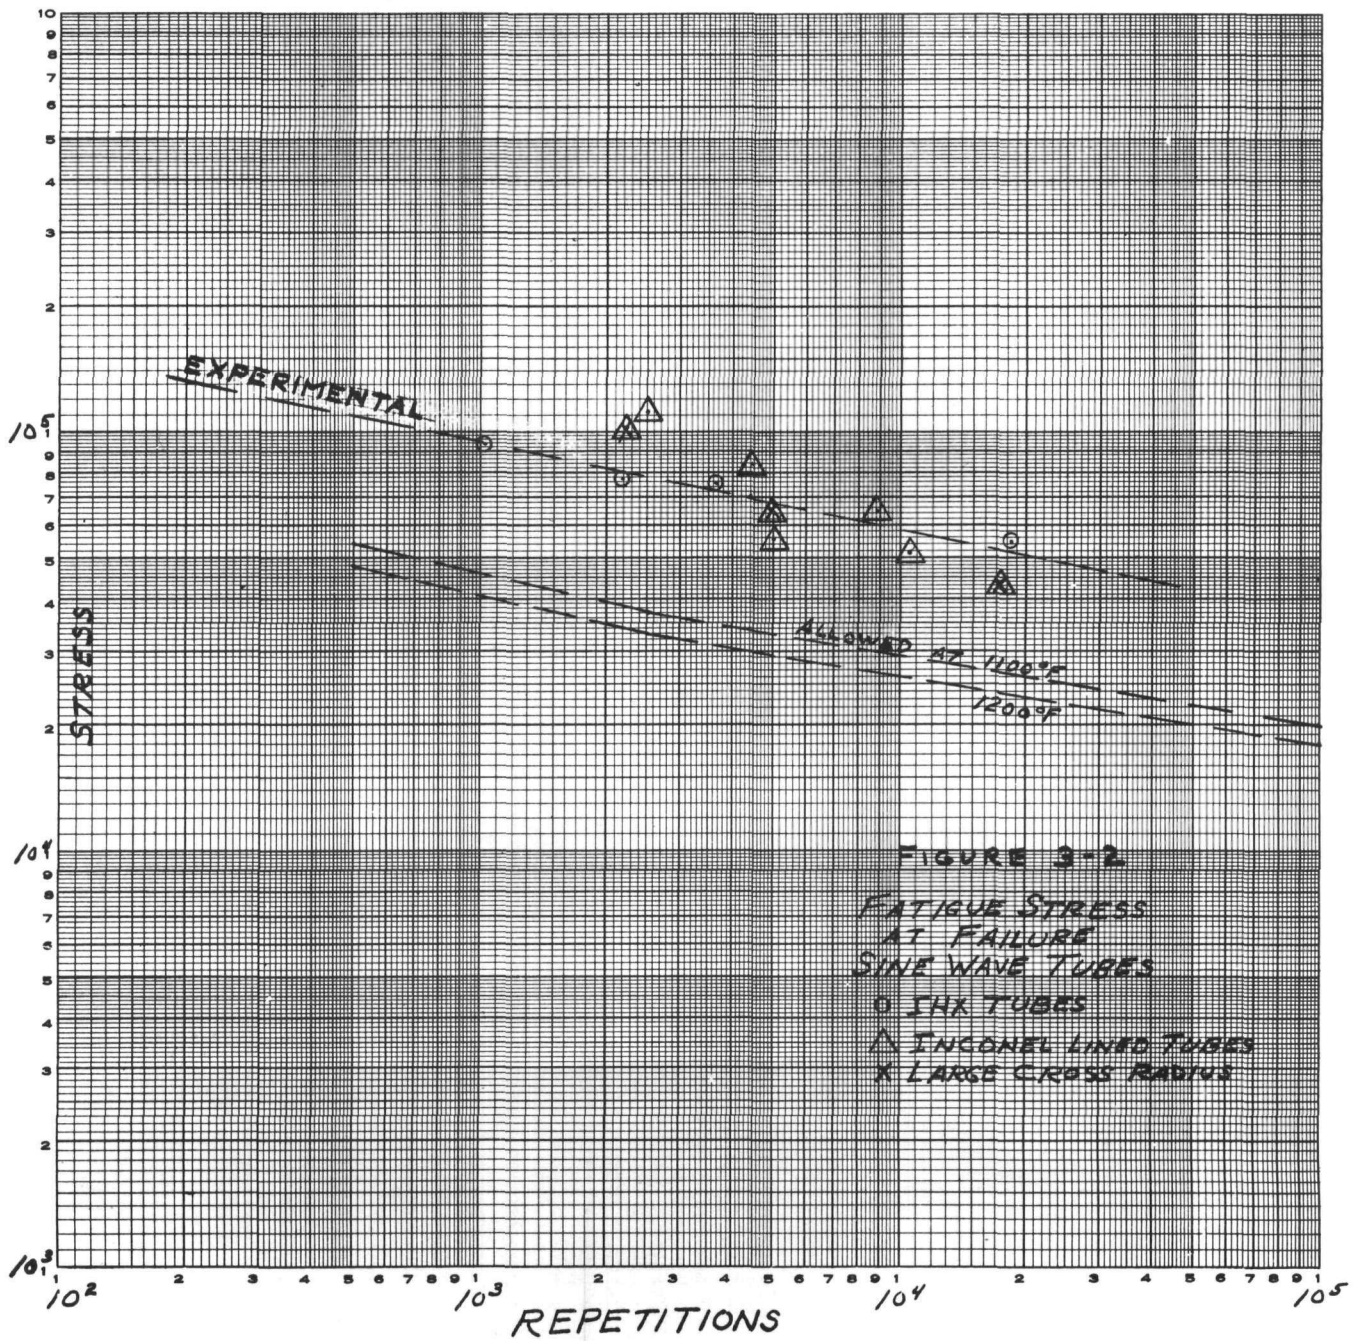 10
9
8
7
6
5
4
3
2
EXPERIMENTAL
10⁵ 1
9
8
7
6
5
4
3
2
STRESS
ALLOWED AT 1100°F
1200°F
10⁴ 1
9
8
7
6
5
4
3
2
10³ 1
FIGURE 3-2
FATIGUE STRESS
AT FAILURE
SINE WAVE TUBES
O IHX TUBES
△ INCONEL LINED TUBES
X LARGE CROSS RADIUS
1 2 3 4 5 6 7 8 9 1 2 3 4 5 6 7 8 9 1 2 3 4 5 6 7 8 9 1
10² 10³ 10⁴ 10⁵
REPETITIONS